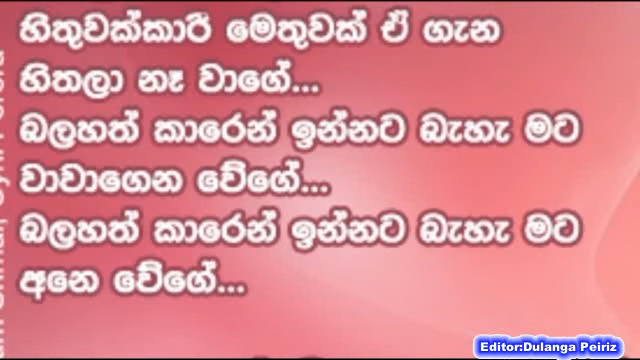 හිතුවක්කාරී මෙතුවක් ඒ ගැන
හිතලා නෑ වාගේ...
බලහත් කාරෙන් ඉන්නට බැහැ මට
වාවාගෙන වේගේ...
බලහත් කාරෙන් ඉන්නට බැහැ මට
අනෙ වේගේ...
Editor:Dulanga Peiriz